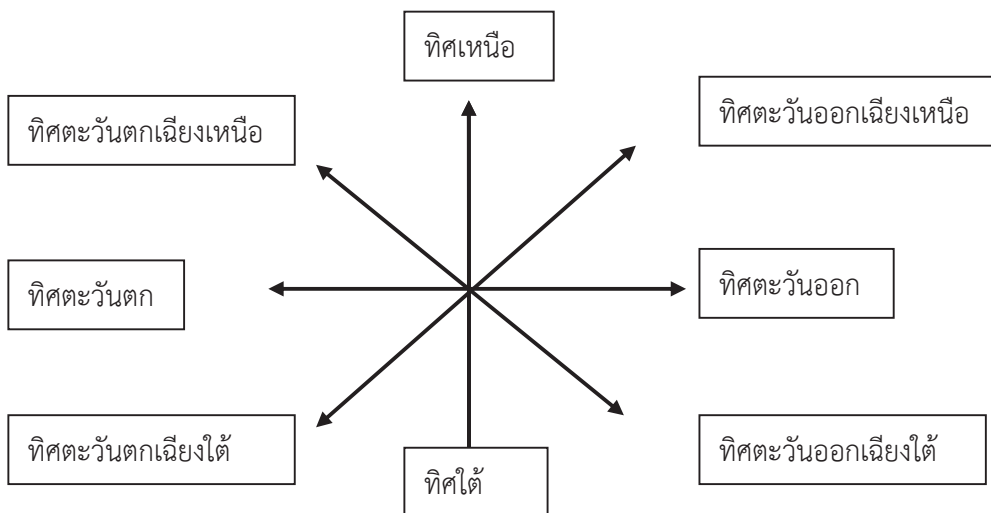 ทิศเหนือ
ทิศตะวันตกเฉียงเหนือ
ทิศตะวันออกเฉียงเหนือ
ทิศตะวันตก
ทิศตะวันออก
ทิศตะวันตกเฉียงใต้
ทิศใต้
ทิศตะวันออกเฉียงใต้